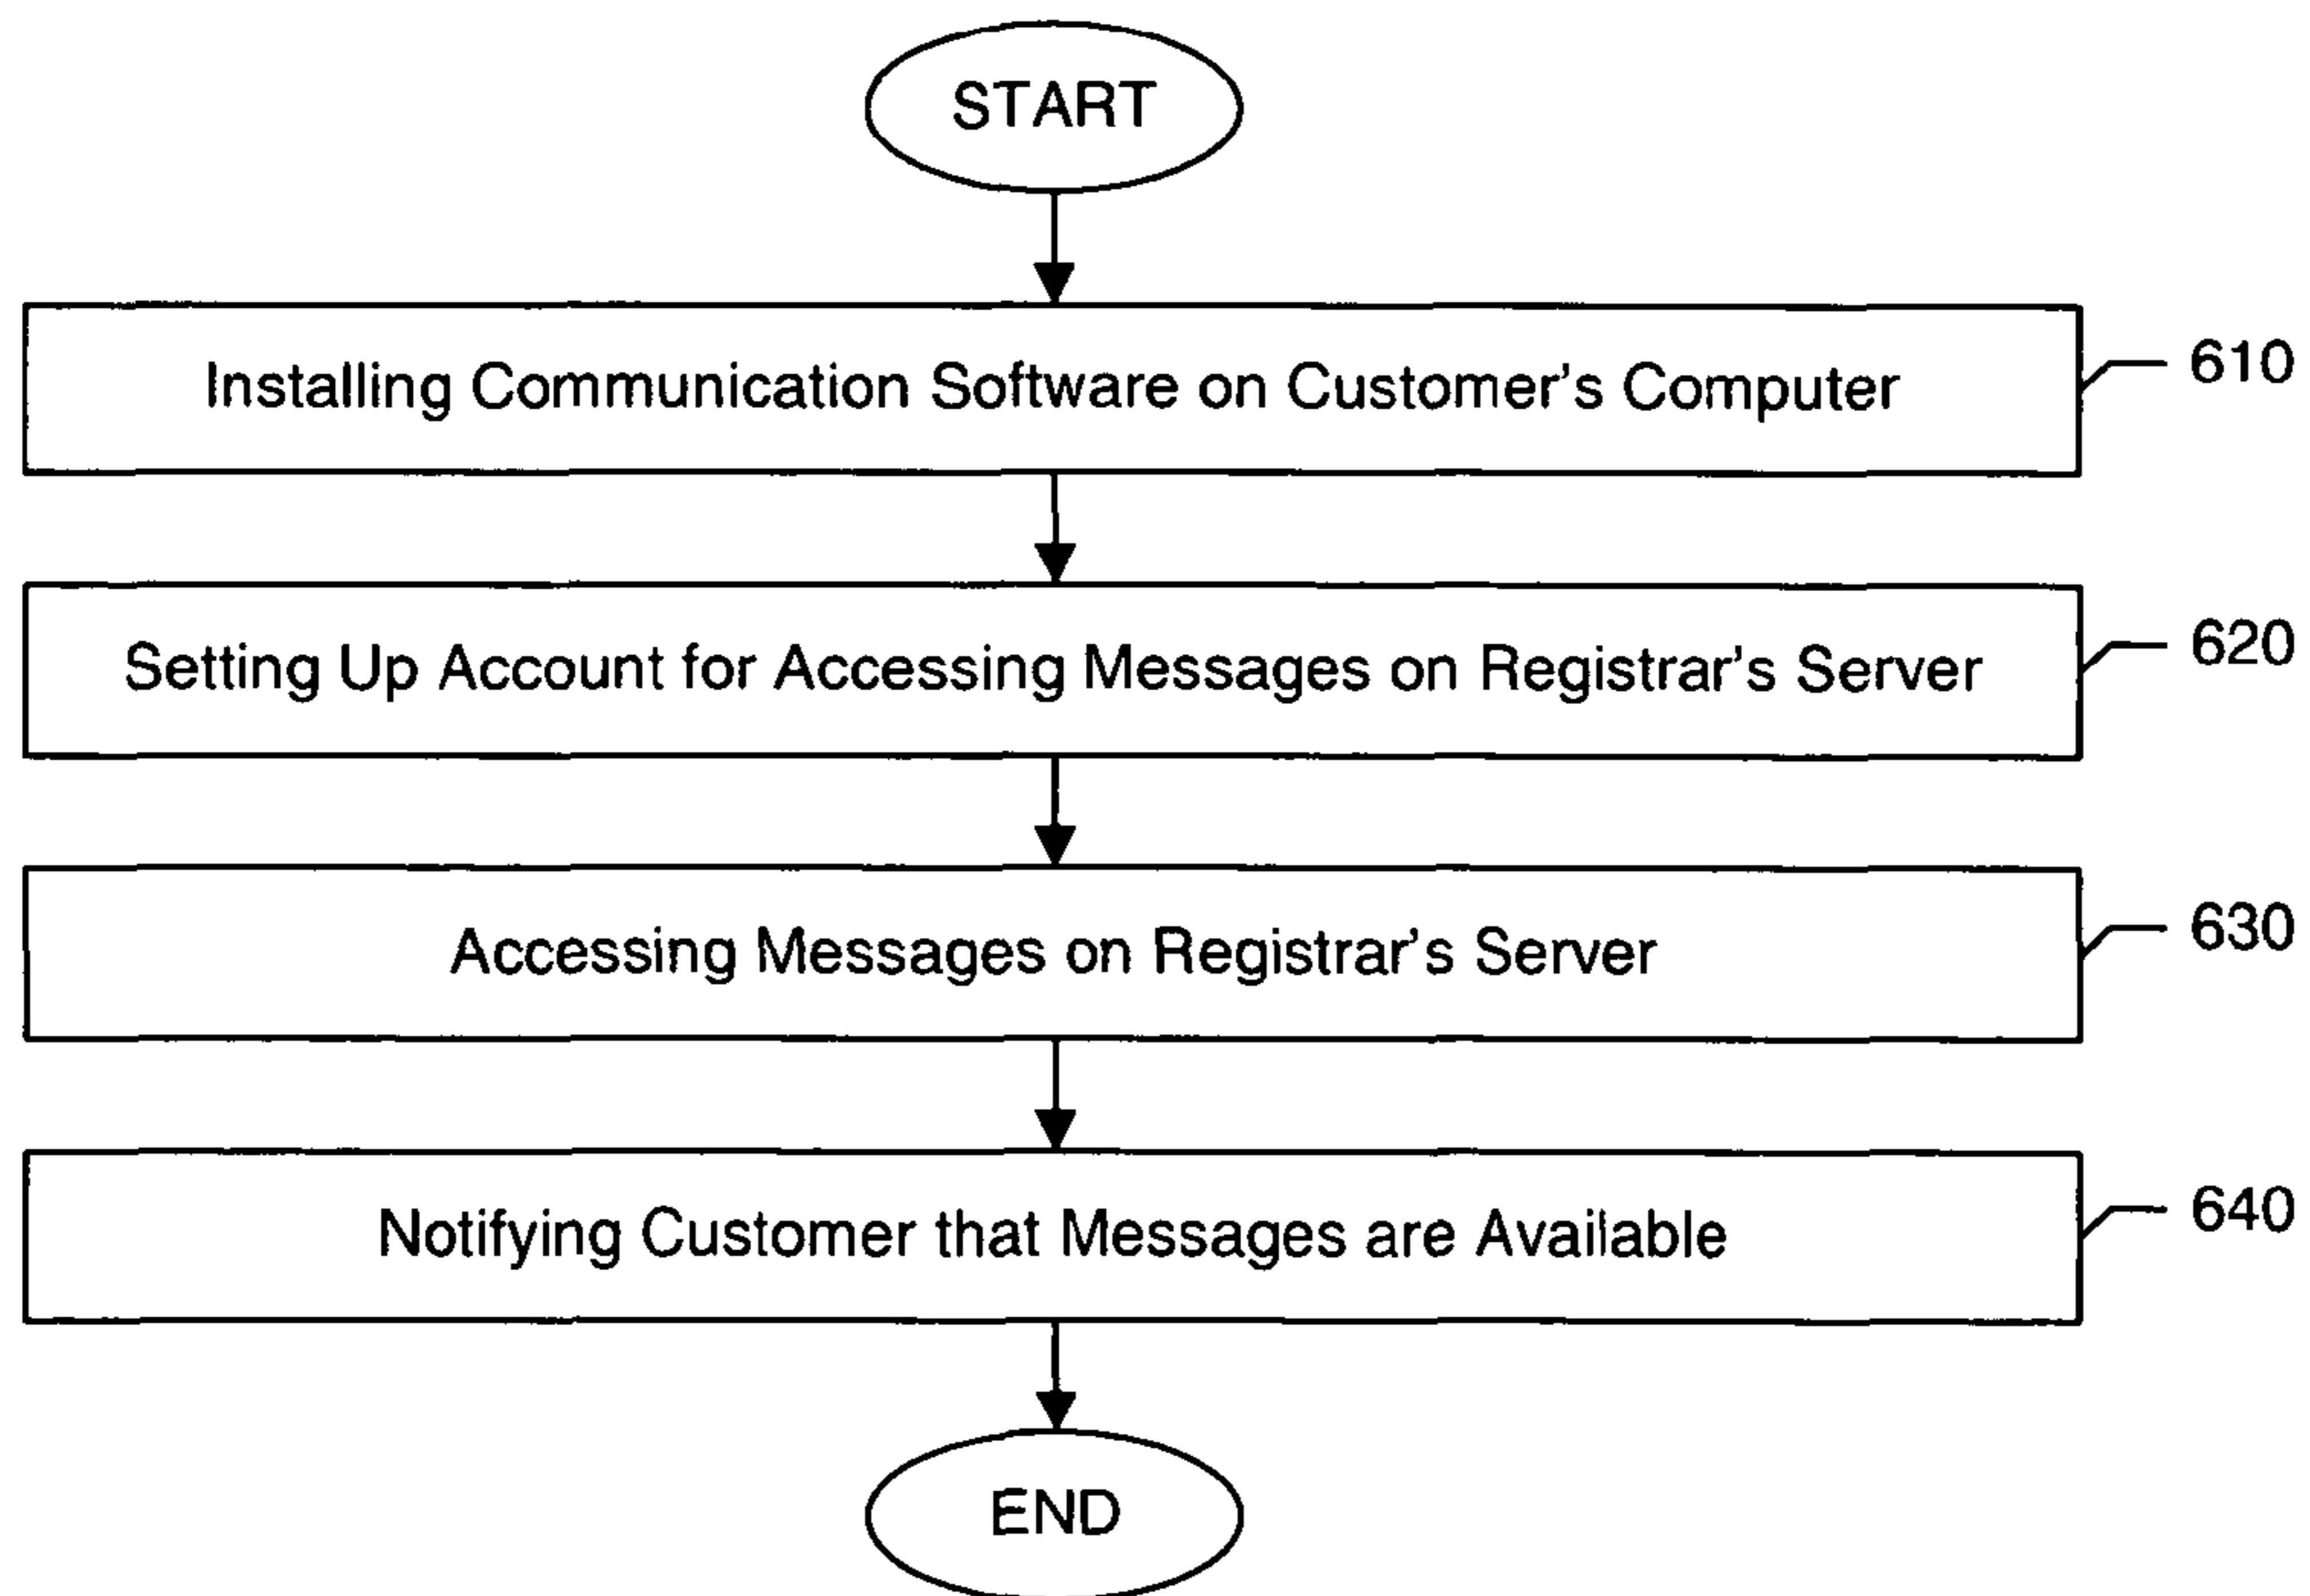 START
Installing Communication Software on Customer's Computer
610
Setting Up Account for Accessing Messages on Registrar's Server
620
Accessing Messages on Registrar's Server
630
Notifying Customer that Messages are Available
640
END